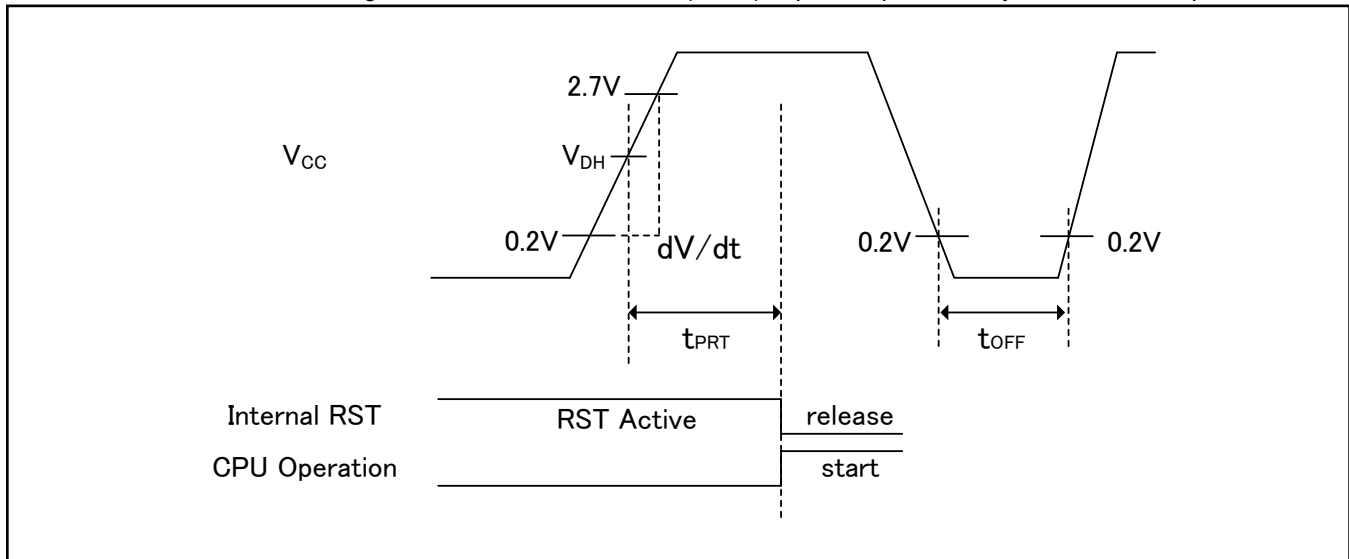 2.7V
VCC
VDH
0.2V
dV/dt
0.2V
0.2V
tPRT
tOFF
Internal RST
RST Active
release
CPU Operation
start